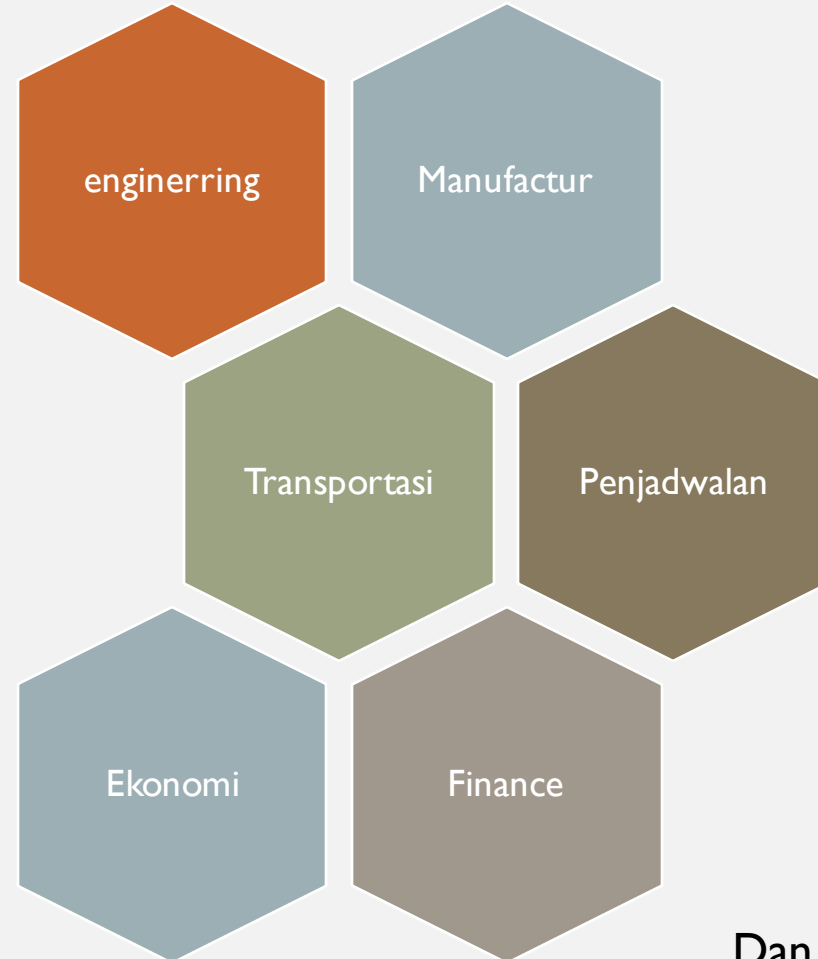 enginerring
Manufactur
Transportasi
Penjadwalan
Ekonomi
Finance
Dan